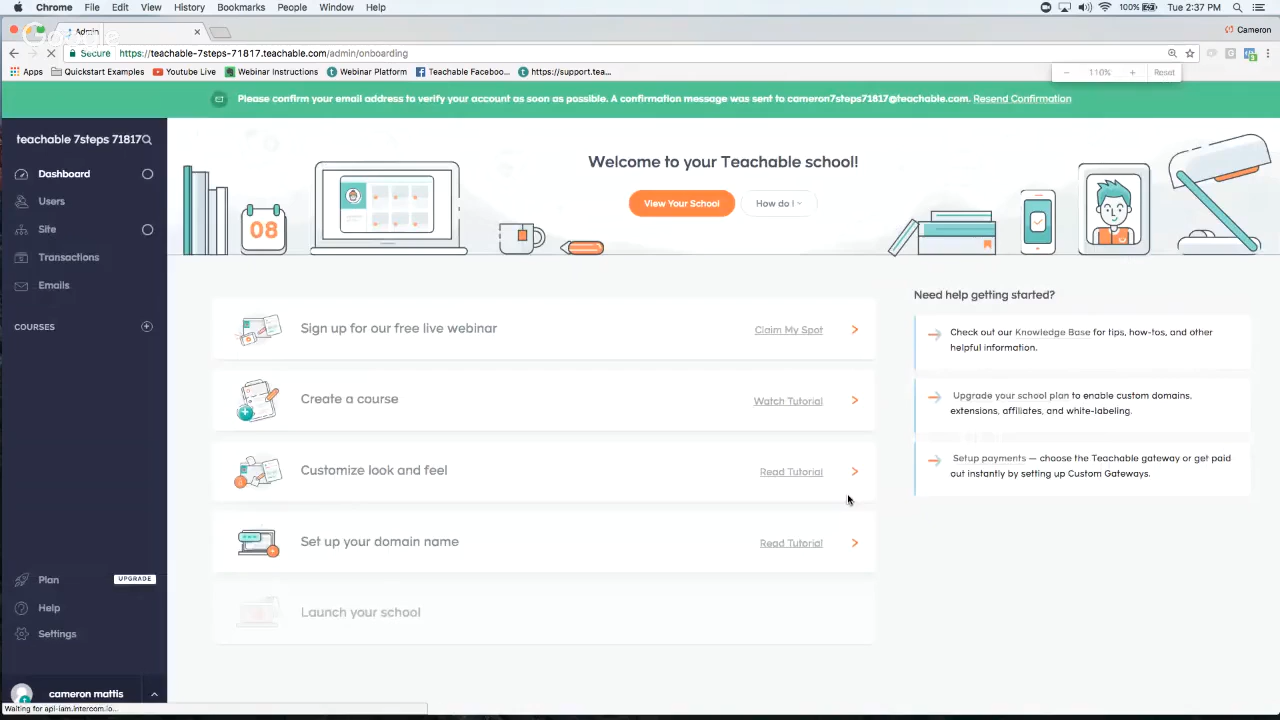 Chrome File Edit View History Bookmarks People Window Help 100% Tue 2:37 PM
Google
Admin
Cameron
Secure https://teachable-7steps-71817.teachable.com/admin/onboarding
Apps Quickstart Examples Youtube Live Webinar Instructions Webinar Platform Teachable Faceboo... https://support.tea...
110% Reset
Please confirm your email address to verify your account as soon as possible. A confirmation message was sent to cameron7steps71817@teachable.com. Resend Confirmation
teachable 7steps 71817
Dashboard
Users
Site
Transactions
Emails
COURSES
Plan UPGRADE
Help
Settings
cameron mattis
Waiting for api-iam.intercom.io...
Welcome to your Teachable school!
View Your School How do I
08
Sign up for our free live webinar Claim My Spot
Create a course Watch Tutorial
Customize look and feel Read Tutorial
Set up your domain name Read Tutorial
Launch your school
Need help getting started?
Check out our Knowledge Base for tips, how-tos, and other
helpful information.
Upgrade your school plan to enable custom domains,
extensions, affiliates, and white-labeling.
Setup payments — choose the Teachable gateway or get paid
out instantly by setting up Custom Gateways.